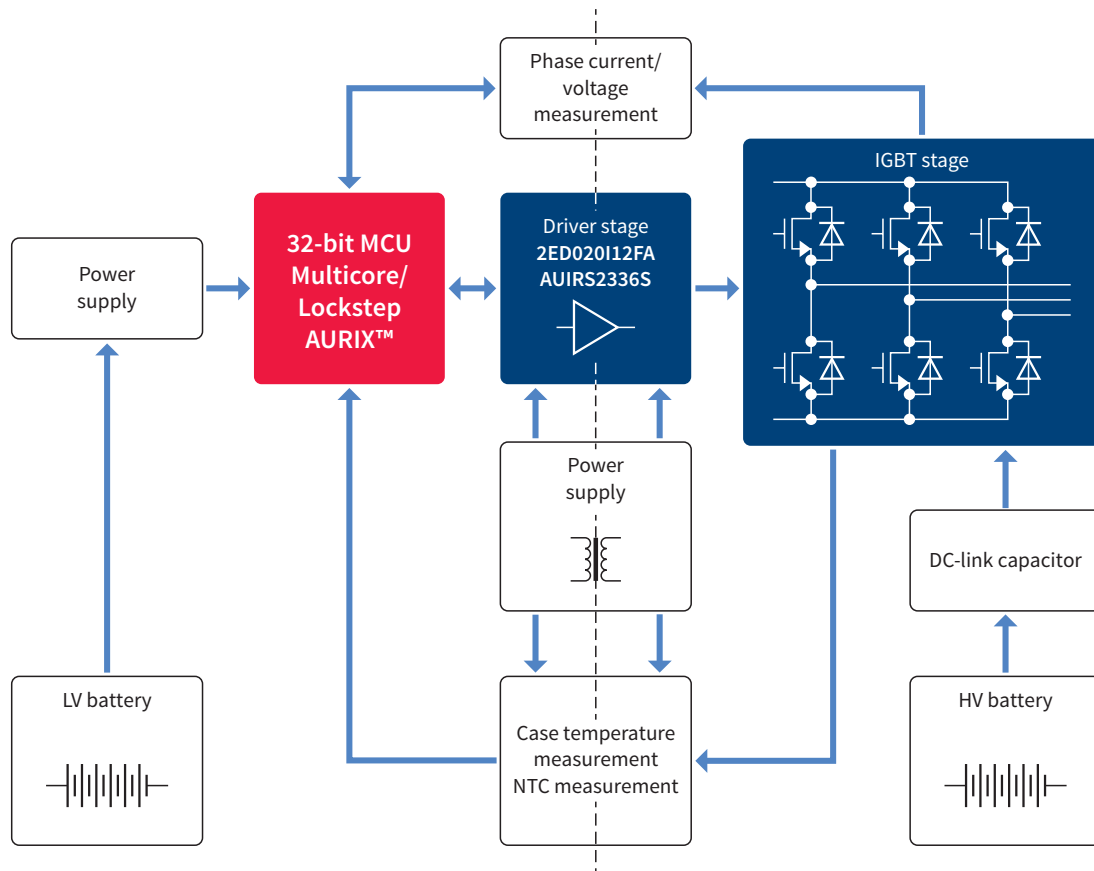 Phase current/
voltage
measurement
IGBT stage
Power
supply
32-bit MCU
Multicore/
Lockstep
AURIX™
Driver stage
2ED020I12FA
AUIRS2336S
Power
supply
DC-link capacitor
LV battery
Case temperature
measurement
NTC measurement
HV battery